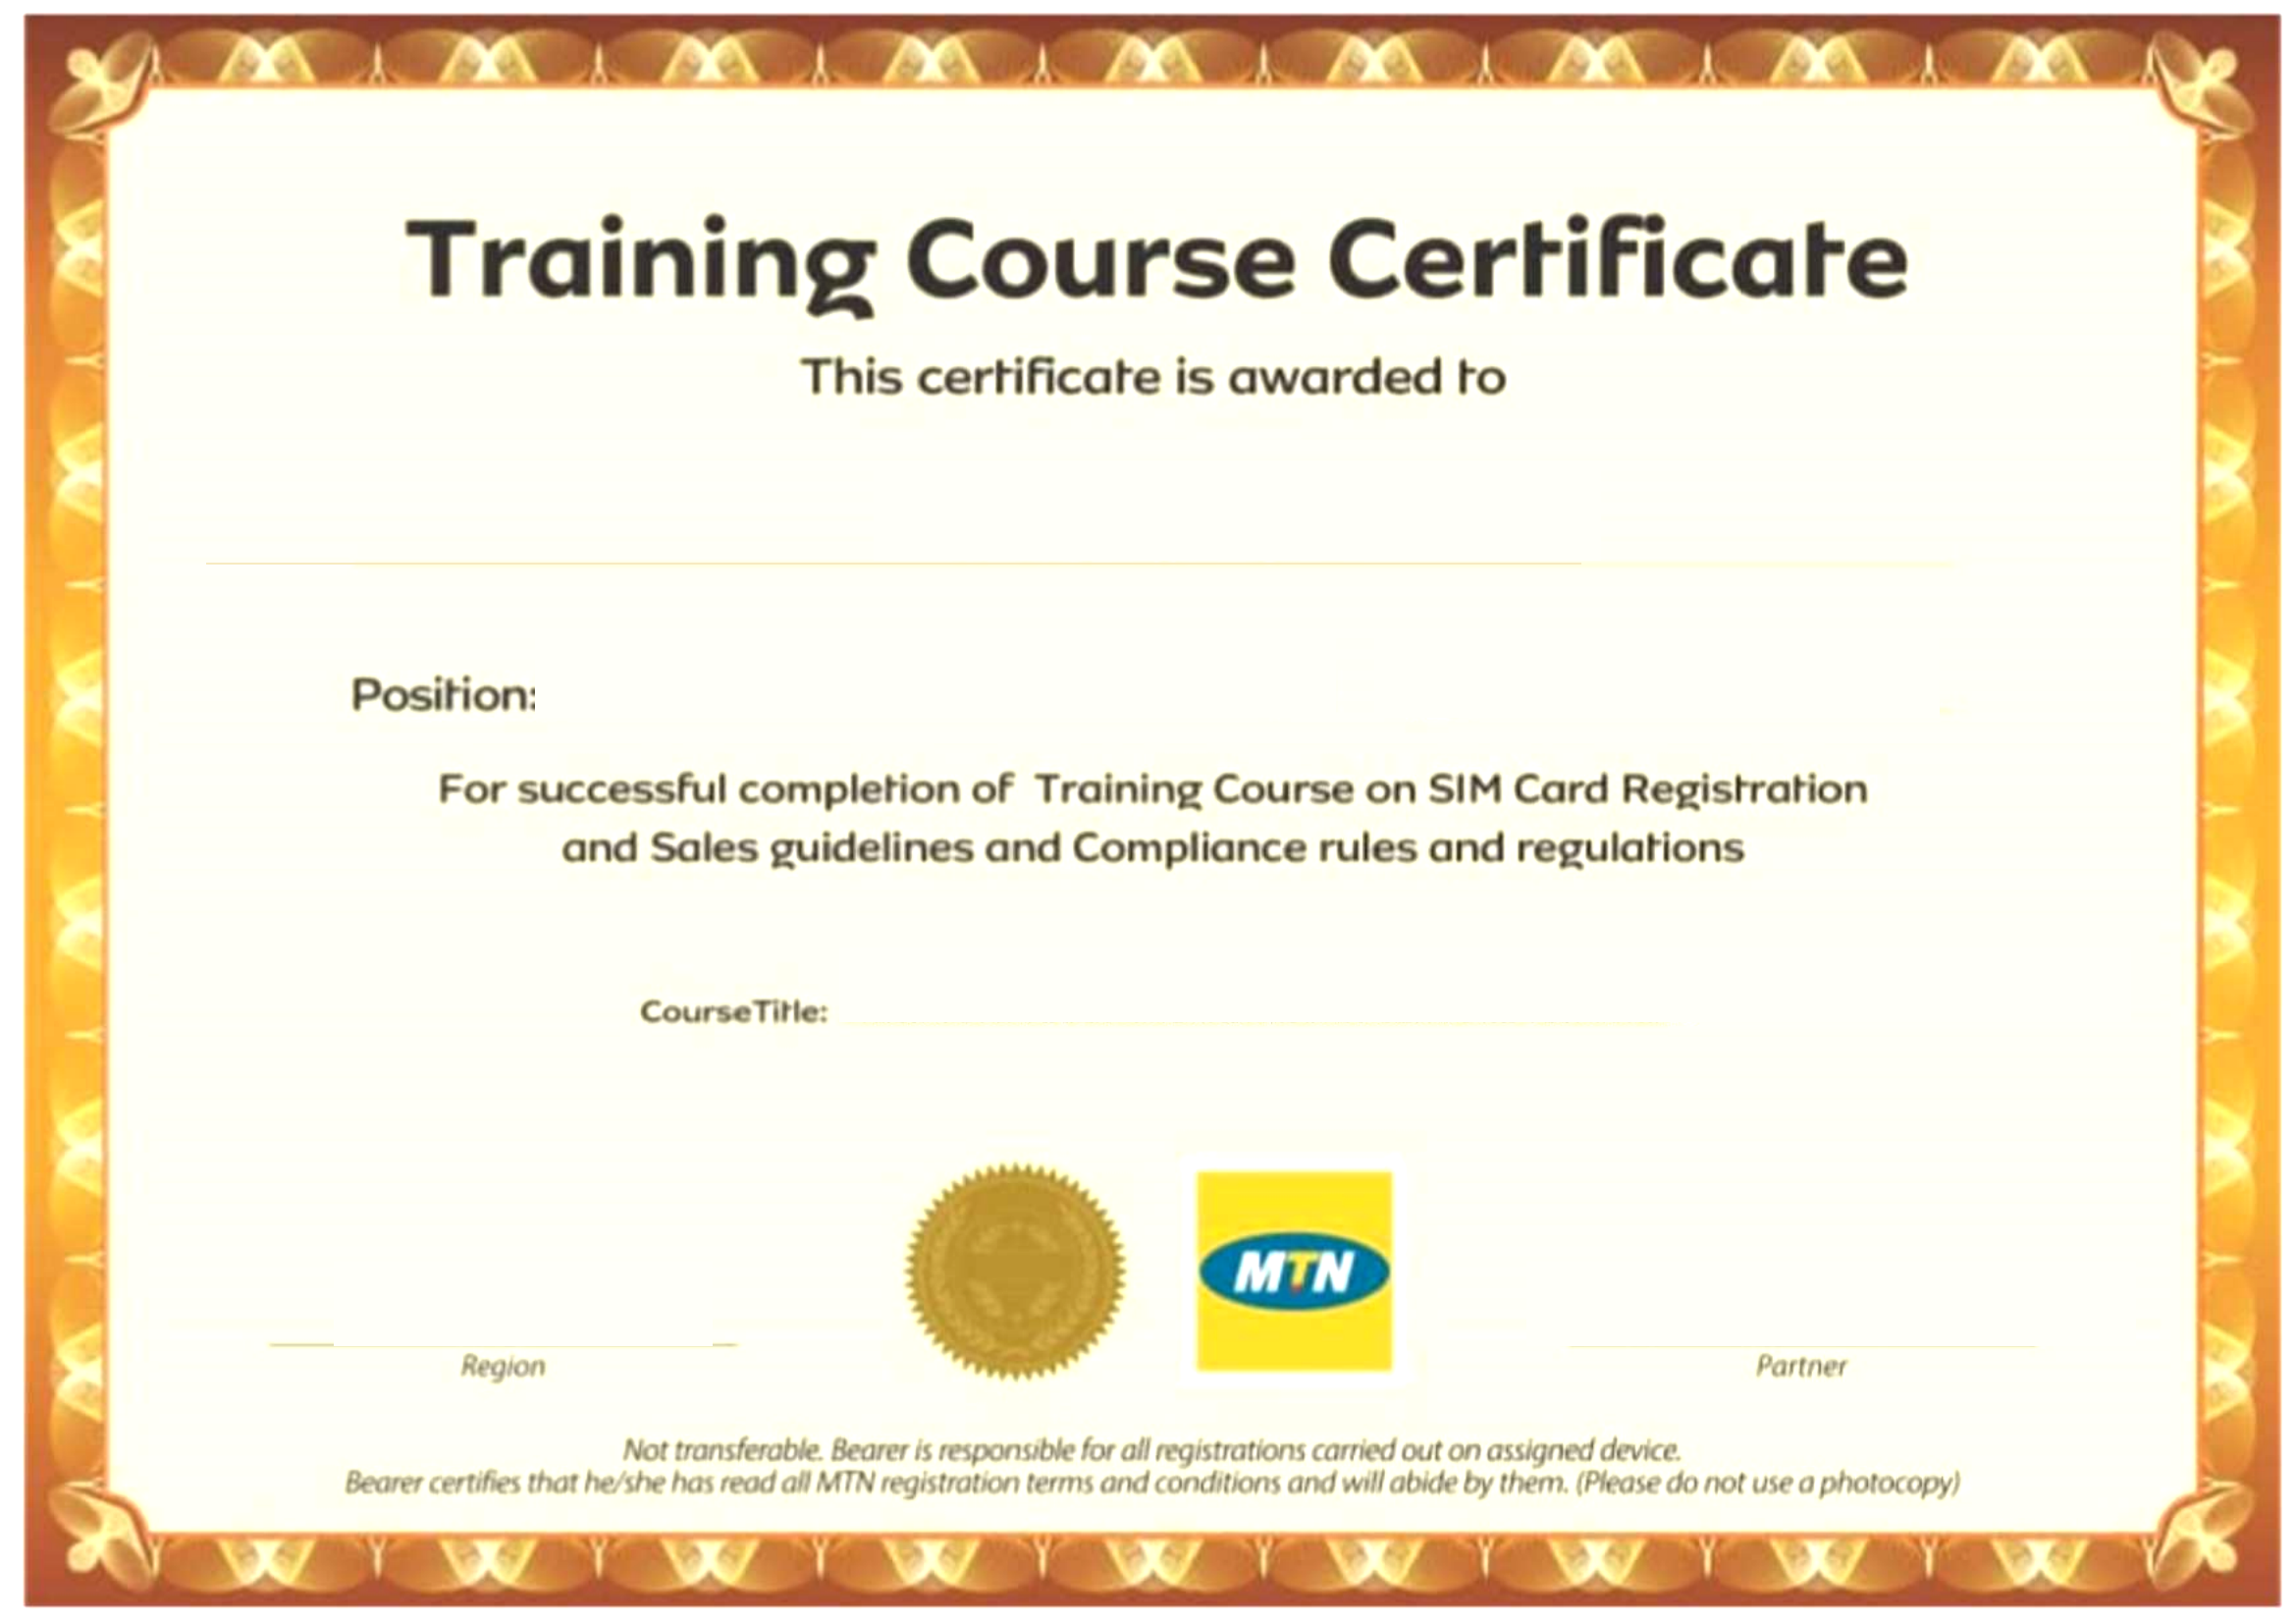 Training Course Certificate
This certificate is awarded to
Position:
For successful completion of Training Course on SIM Card Registration
and Sales guidelines and Compliance rules and regulations
CourseTitle:
MTN
Region
Partner
Not transferable. Bearer is responsible for all registrations carried out on assigned device.
Bearer certifies that he/she has read all MTN registration terms and conditions and will abide by them. (Please do not use a photocopy)